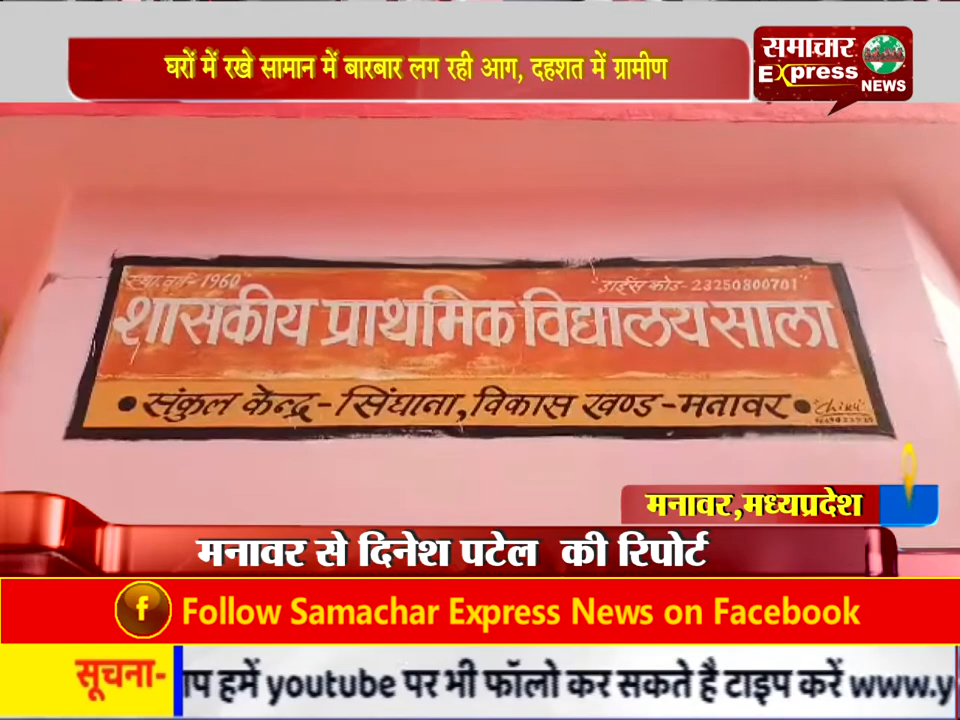 घरों में रखे सामान में बारबार लग रही आग, दहशत में ग्रामीण
समाचार
Express
NEWS
स्था.वर्ष-1960
"डाईस कोड-23250800701"
शासकीय प्राथमिक विद्यालय साला
संकुल केन्द्र-सिंघाना, विकास खण्ड-मनावर
मनावर,मध्यप्रदेश
मनावर से दिनेश पटेल की रिपोर्ट
f Follow Samachar Express News on Facebook
सूचना- ाप हमें youtube पर भी फॉलो कर सकते है टाइप करें www.y